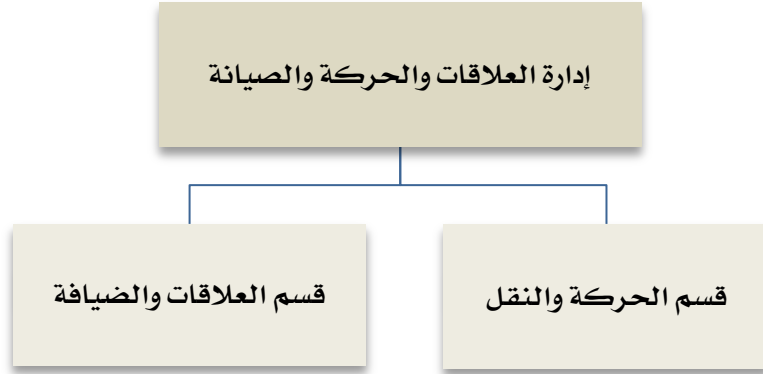 إدارة العلاقات والحركة والصيانة
قسم الحركة والنقل
قسم العلاقات والضيافة